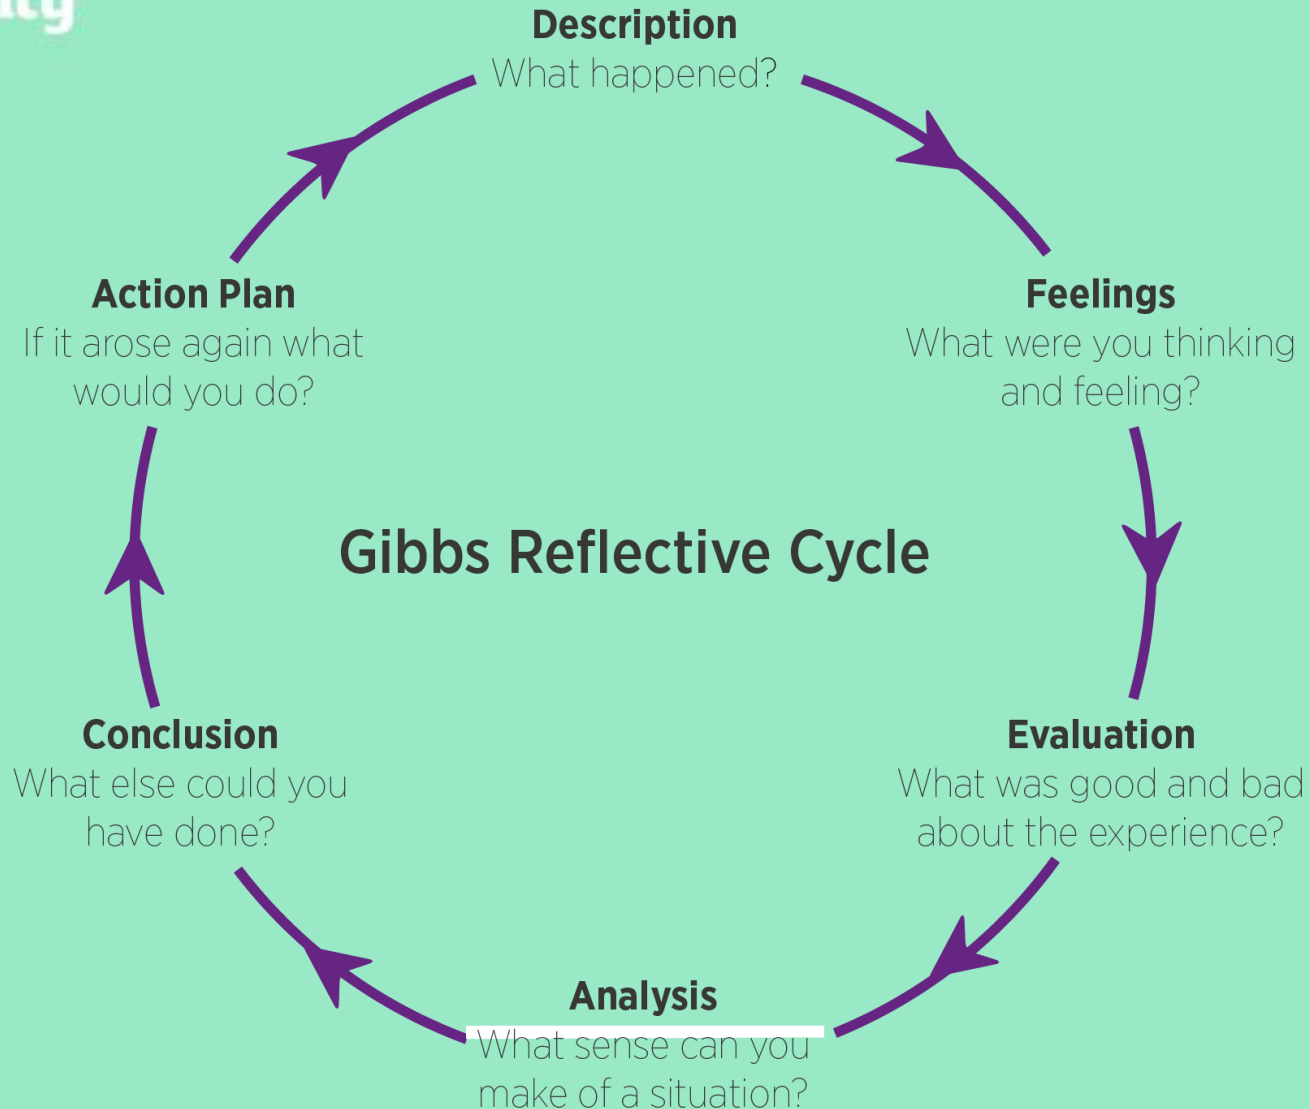 Description
What happened?
Feelings
What were you thinking
and feeling?
Evaluation
What was good and bad
about the experience?
Analysis
What sense can you
make of a situation?
Conclusion
What else could you
have done?
Action Plan
If it arose again what
would you do?
Gibbs Reflective Cycle